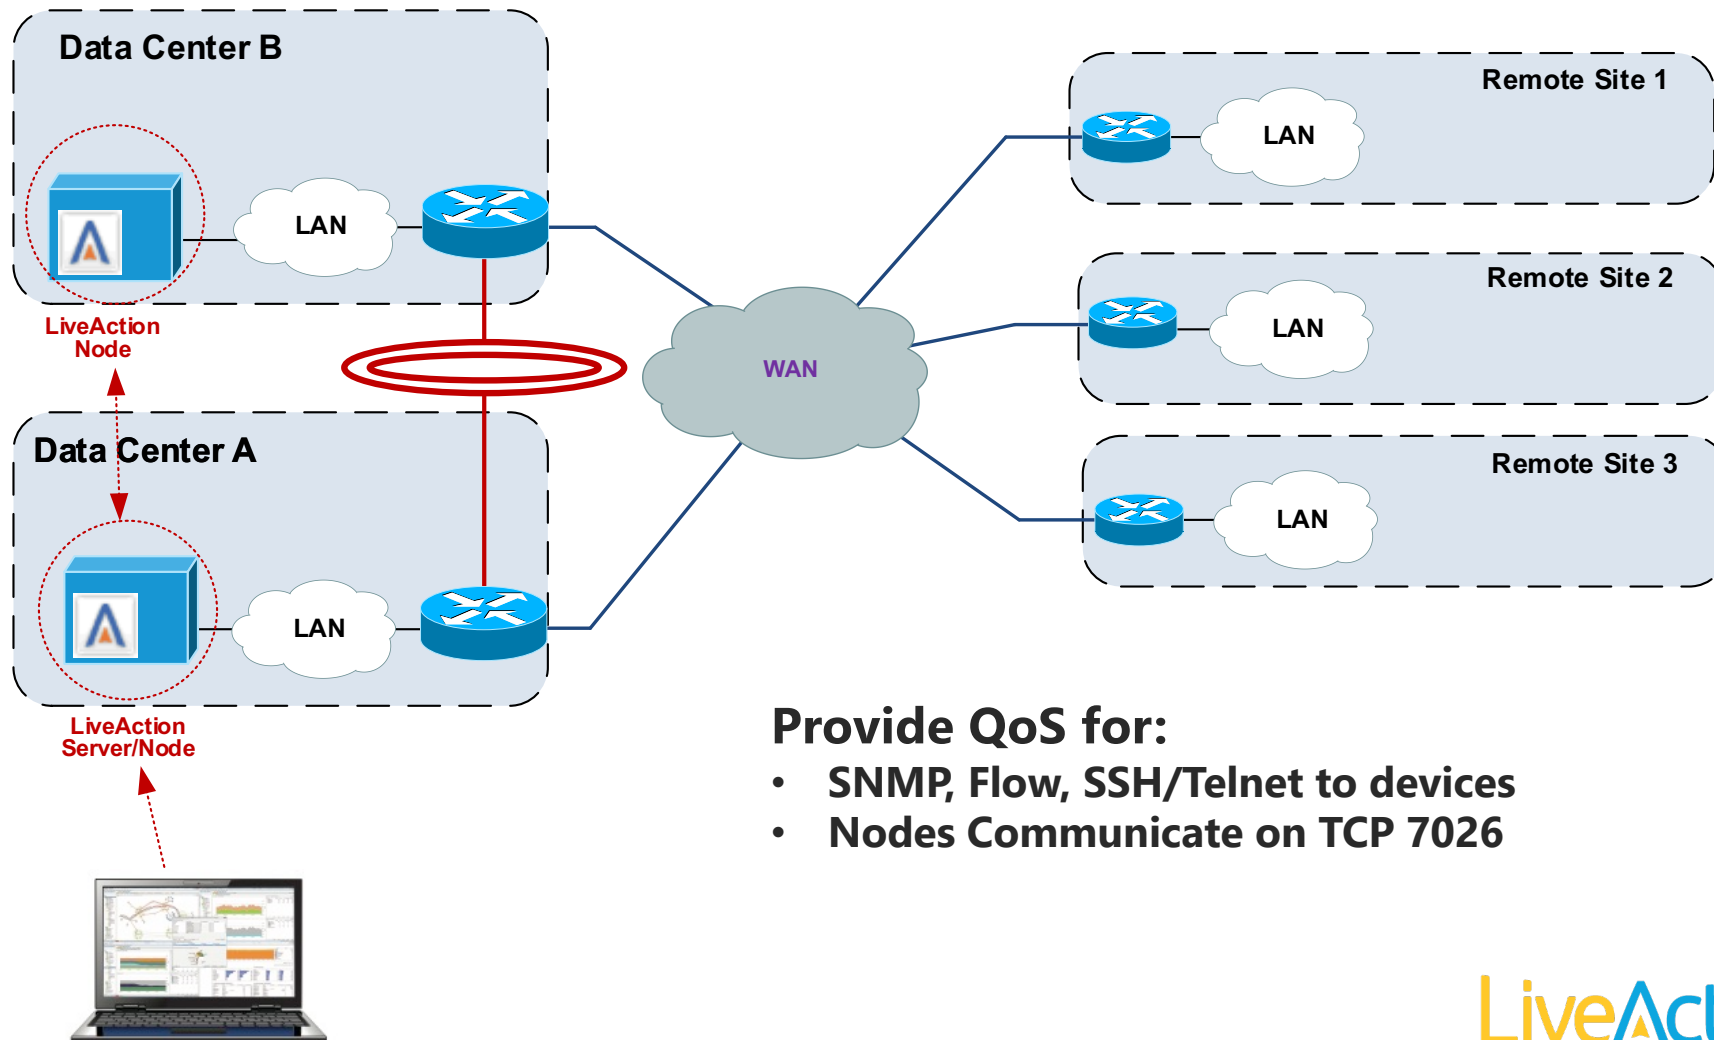 Data Center B
LAN
LiveAction
Node
Data Center A
LAN
LiveAction
Server/Node
WAN
Remote Site 1
LAN
Remote Site 2
LAN
Remote Site 3
LAN
Provide QoS for:
• SNMP, Flow, SSH/Telnet to devices
• Nodes Communicate on TCP 7026
LiveAct